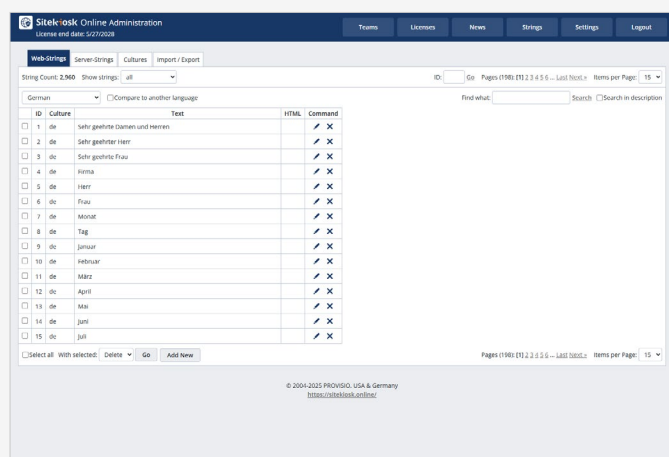 Sitekiosk Online Administration
License end date: 5/27/2028
Teams Licenses News Strings Settings Logout
Web-Strings Server-Strings Cultures Import / Export
String Count: 2,960 Show strings: all ID: Go Pages (198): [1] 2 3 4 5 6 ... Last Next » Items per Page: 15
German Compare to another language Find what: Search Search in description
ID Culture Text HTML Command
1 de Sehr geehrte Damen und Herren
2 de Sehr geehrter Herr
3 de Sehr geehrte Frau
4 de Firma
5 de Herr
6 de Frau
7 de Monat
8 de Tag
9 de Januar
10 de Februar
11 de März
12 de April
13 de Mai
14 de Juni
15 de Juli
Select all With selected: Delete Go Add New Pages (198): [1] 2 3 4 5 6 ... Last Next » Items per Page: 15
© 2004-2025 PROVISIO, USA & Germany
https://sitekiosk.online/